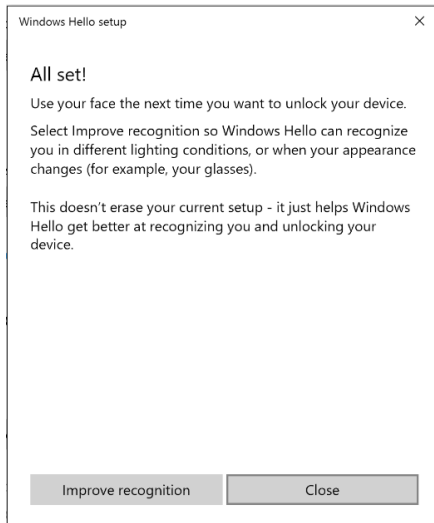 Windows Hello setup
All set!
Use your face the next time you want to unlock your device.
Select Improve recognition so Windows Hello can recognize
you in different lighting conditions, or when your appearance
changes (for example, your glasses).
This doesn't erase your current setup - it just helps Windows
Hello get better at recognizing you and unlocking your
device.
Improve recognition
Close